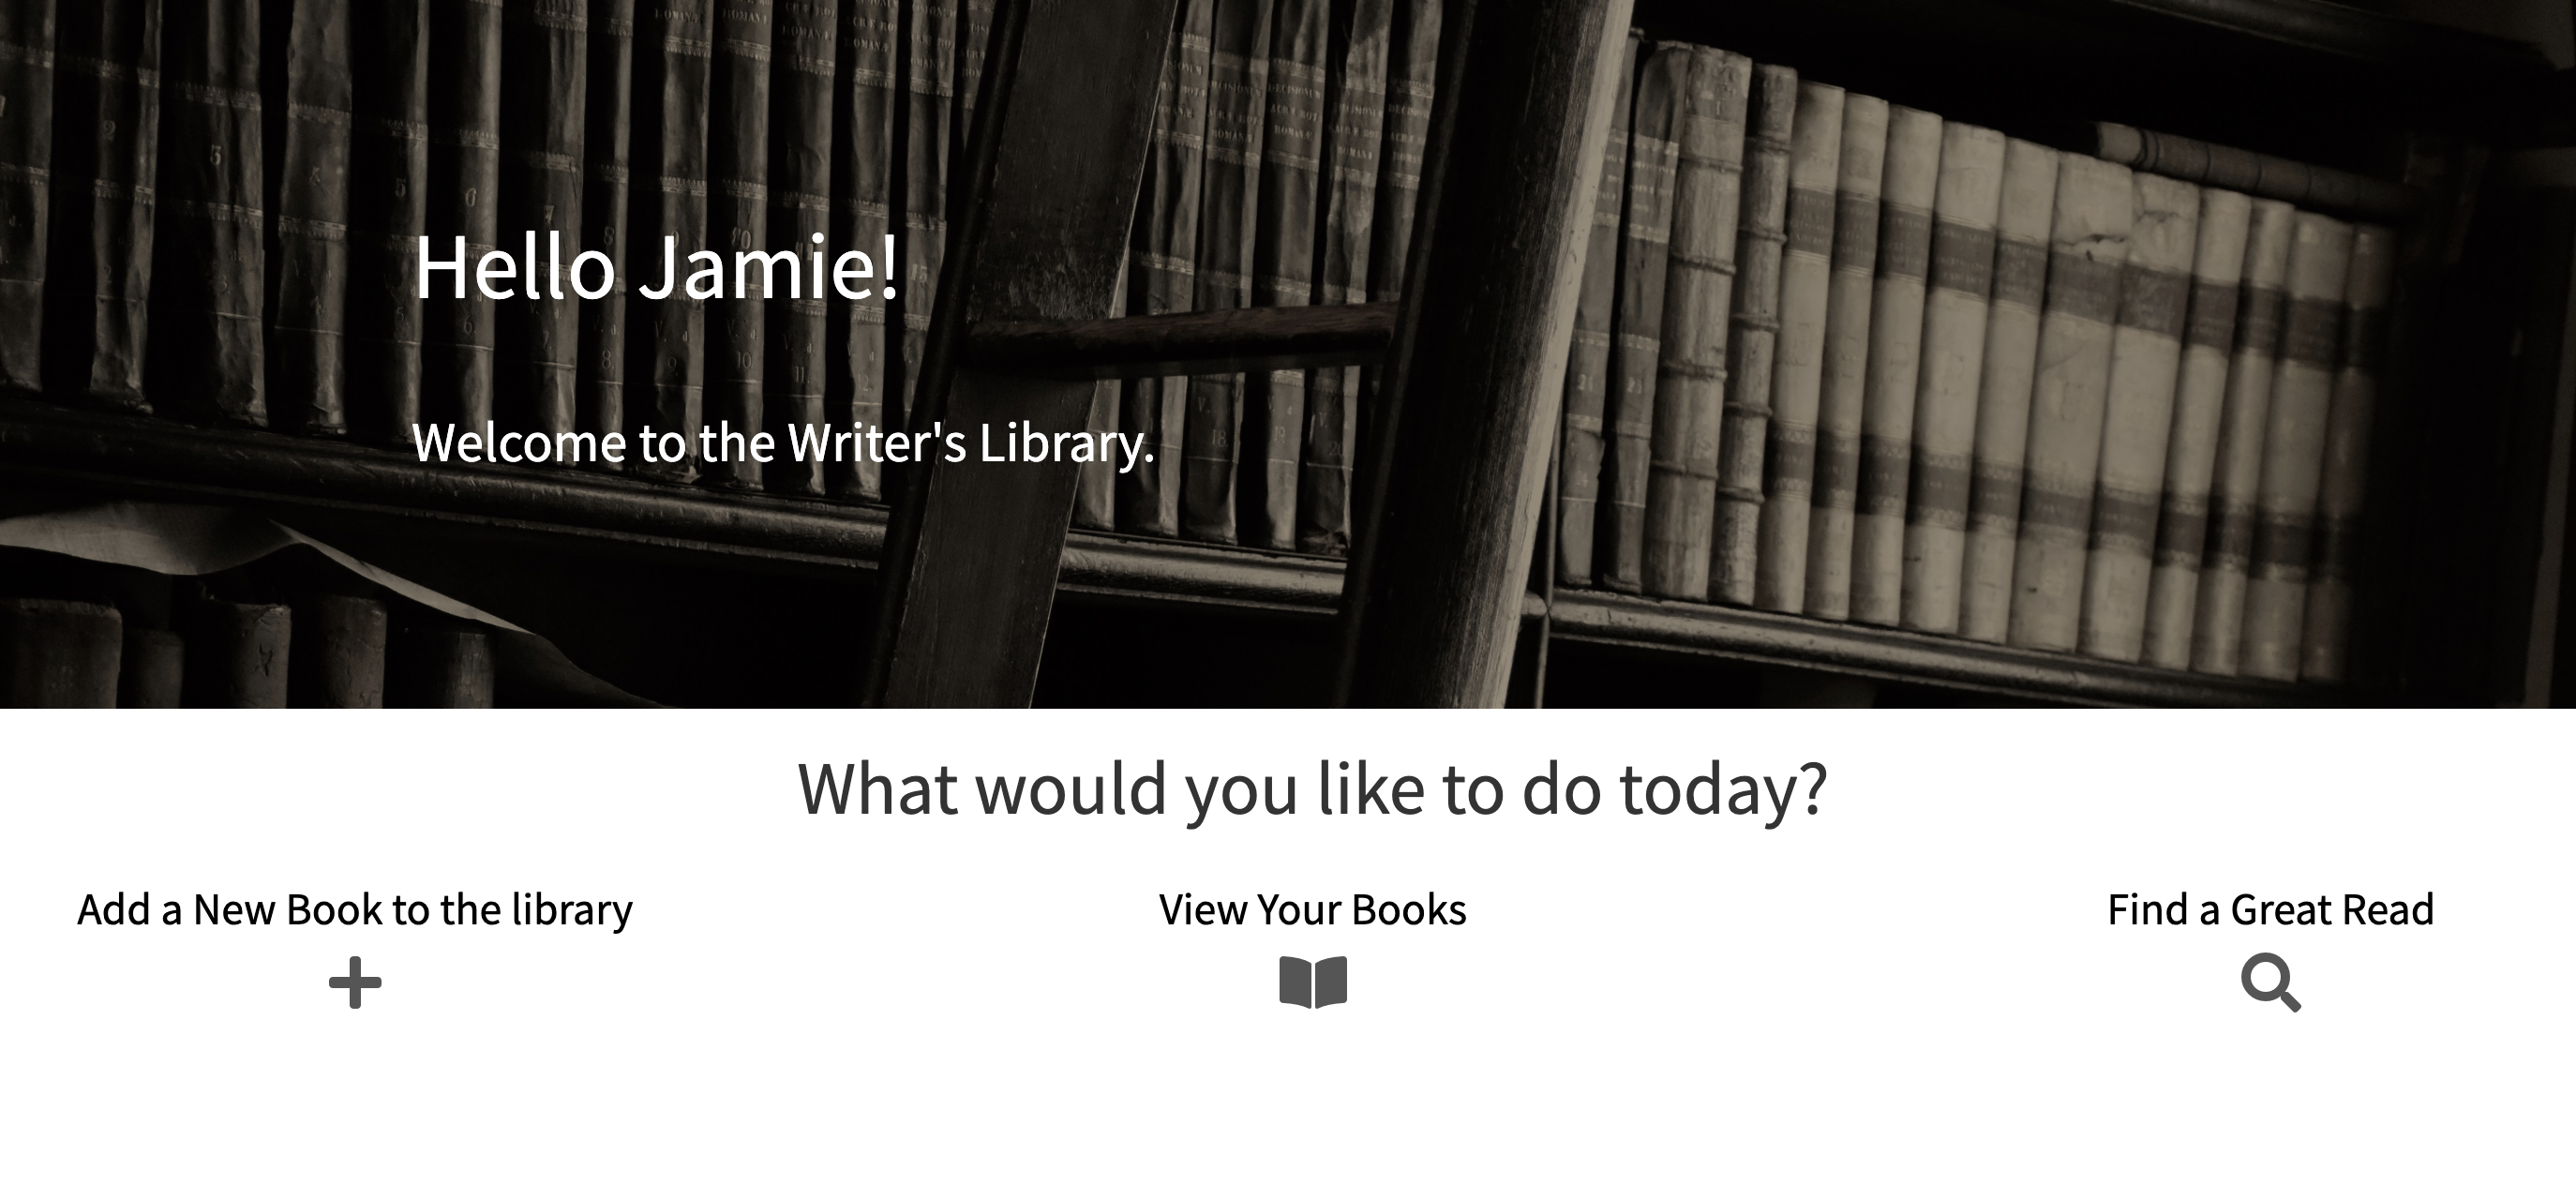 Hello Jamie!
Welcome to the Writer's Library.
What would you like to do today?
Add a New Book to the library
View Your Books
Find a Great Read